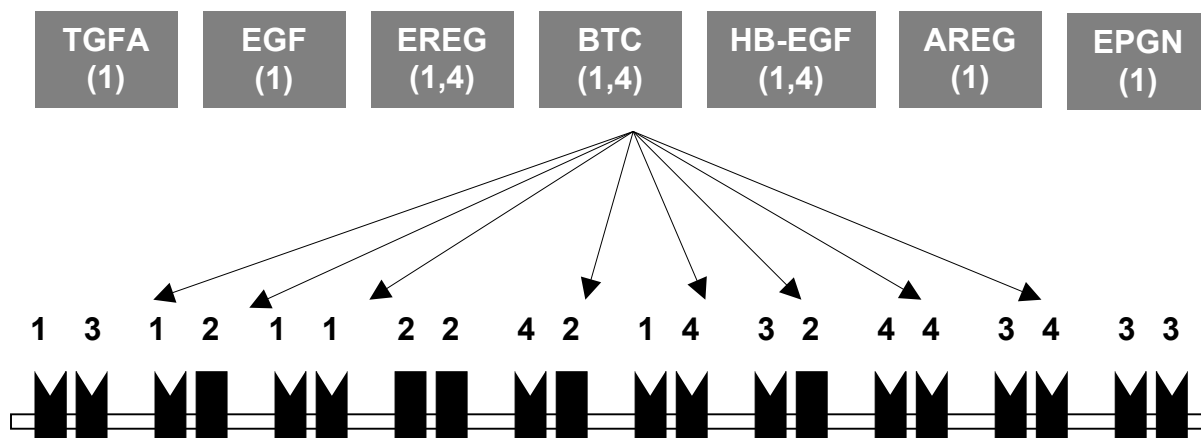 TGFA
(1)
EGF
(1)
EREG
(1,4)
BTC
(1,4)
HB-EGF
(1,4)
AREG
(1)
EPGN
(1)
1 3 1 2 1 1 2 2 4 2 1 4 3 2 4 4 3 4 3 3